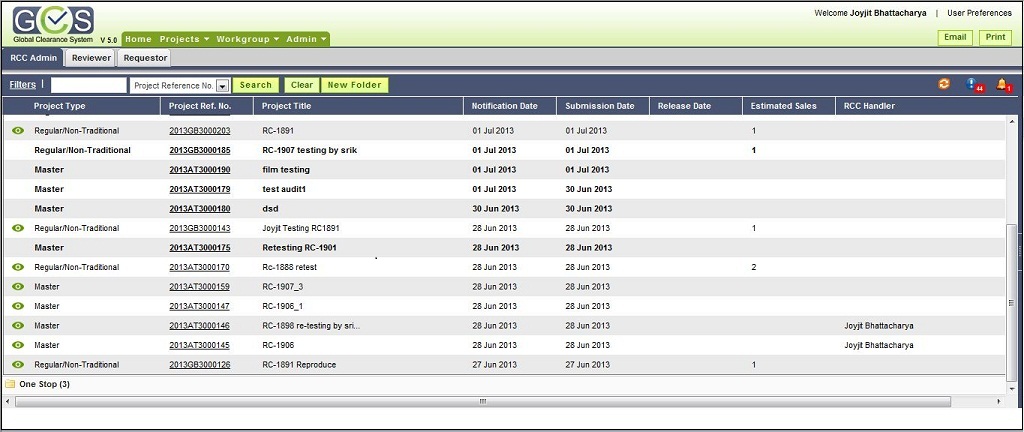 Welcome Joyjit Bhattacharya | User Preferences
GCS
Global Clearance System V 5.0
Home Projects Workgroup Admin
Email Print
RCC Admin Reviewer Requestor
Filters | Project Reference No. Search Clear New Folder 44 1
Project Type Project Ref. No. Project Title Notification Date Submission Date Release Date Estimated Sales RCC Handler
Regular/Non-Traditional 2013GB3000203 RC-1891 01 Jul 2013 01 Jul 2013 1
Regular/Non-Traditional 2013GB3000185 RC-1907 testing by srik 01 Jul 2013 01 Jul 2013 1
Master 2013AT3000190 film testing 01 Jul 2013 01 Jul 2013
Master 2013AT3000179 test audit1 01 Jul 2013 30 Jun 2013
Master 2013AT3000180 dsd 30 Jun 2013 30 Jun 2013
Regular/Non-Traditional 2013GB3000143 Joyjit Testing RC1891 28 Jun 2013 28 Jun 2013 1
Master 2013AT3000175 Retesting RC-1901 28 Jun 2013 28 Jun 2013
Regular/Non-Traditional 2013AT3000170 Rc-1888 retest 28 Jun 2013 28 Jun 2013 2
Master 2013AT3000159 RC-1907_3 28 Jun 2013 28 Jun 2013
Master 2013AT3000147 RC-1906_1 28 Jun 2013 28 Jun 2013
Master 2013AT3000146 RC-1898 re-testing by sri... 28 Jun 2013 28 Jun 2013 Joyjit Bhattacharya
Master 2013AT3000145 RC-1906 28 Jun 2013 28 Jun 2013 Joyjit Bhattacharya
Regular/Non-Traditional 2013GB3000126 RC-1891 Reproduce 27 Jun 2013 27 Jun 2013 1
One Stop (3)